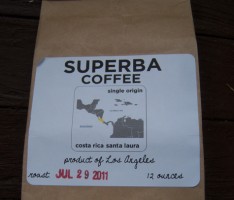 SUPERBA
COFFEE
single origin
costa rica santa laura
product of Los Angeles
roast JUL 29 2011
12 ounces